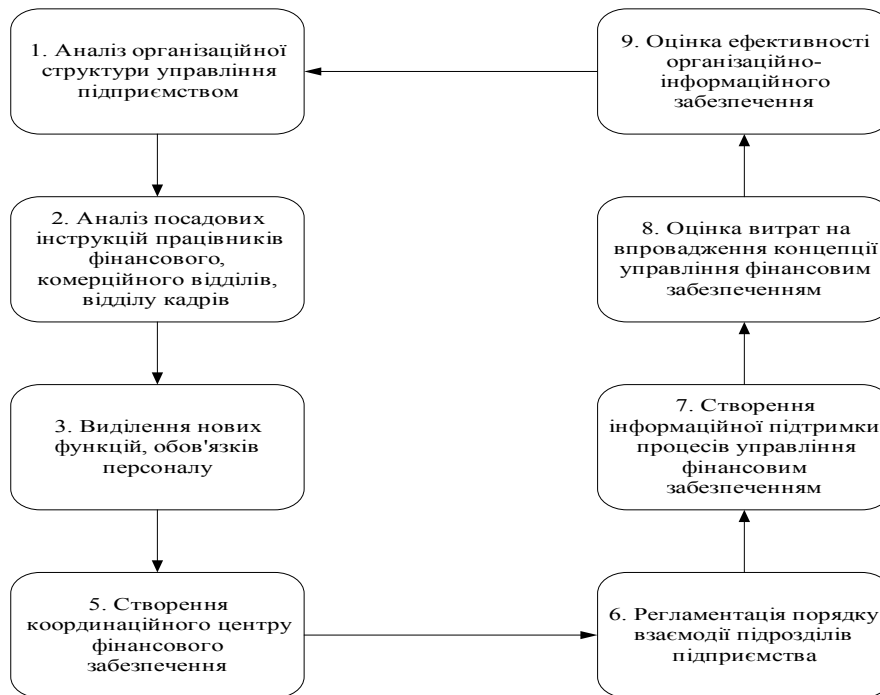 1. Аналіз організаційної
структури управління
підприємством
2. Аналіз посадових
інструкцій працівників
фінансового,
комерційного відділів,
відділу кадрів
3. Виділення нових
функцій, обов'язків
персоналу
5. Створення
координаційного центру
фінансового
забезпечення
6. Регламентація порядку
взаємодії підрозділів
підприємства
7. Створення
інформаційної підтримки
процесів управління
фінансовим
забезпеченням
8. Оцінка витрат на
впровадження концепції
управління фінансовим
забезпеченням
9. Оцінка ефективності
організаційно-
інформаційного
забезпечення